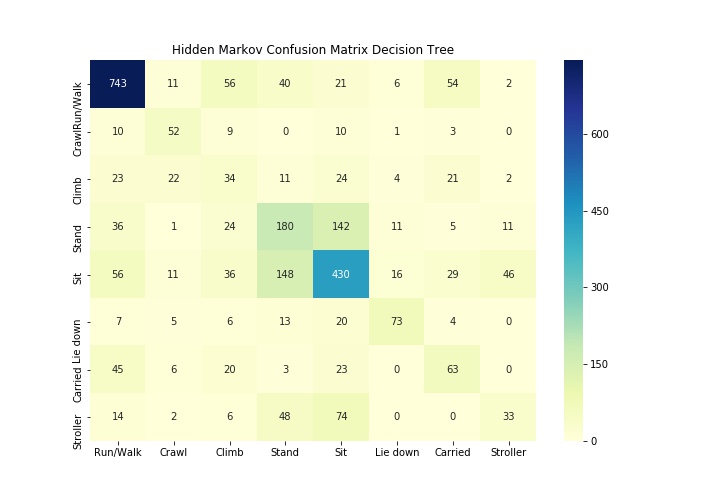 Hidden Markov Confusion Matrix Decision Tree
Run/Walk 743 11 56 40 21 6 54 2
Crawl 10 52 9 0 10 1 3 0
Climb 23 22 34 11 24 4 21 2
Stand 36 1 24 180 142 11 5 11
Sit 56 11 36 148 430 16 29 46
Lie down 7 5 6 13 20 73 4 0
Carried 45 6 20 3 23 0 63 0
Stroller 14 2 6 48 74 0 0 33
Run/Walk Crawl Climb Stand Sit Lie down Carried Stroller
600
450
300
150
0